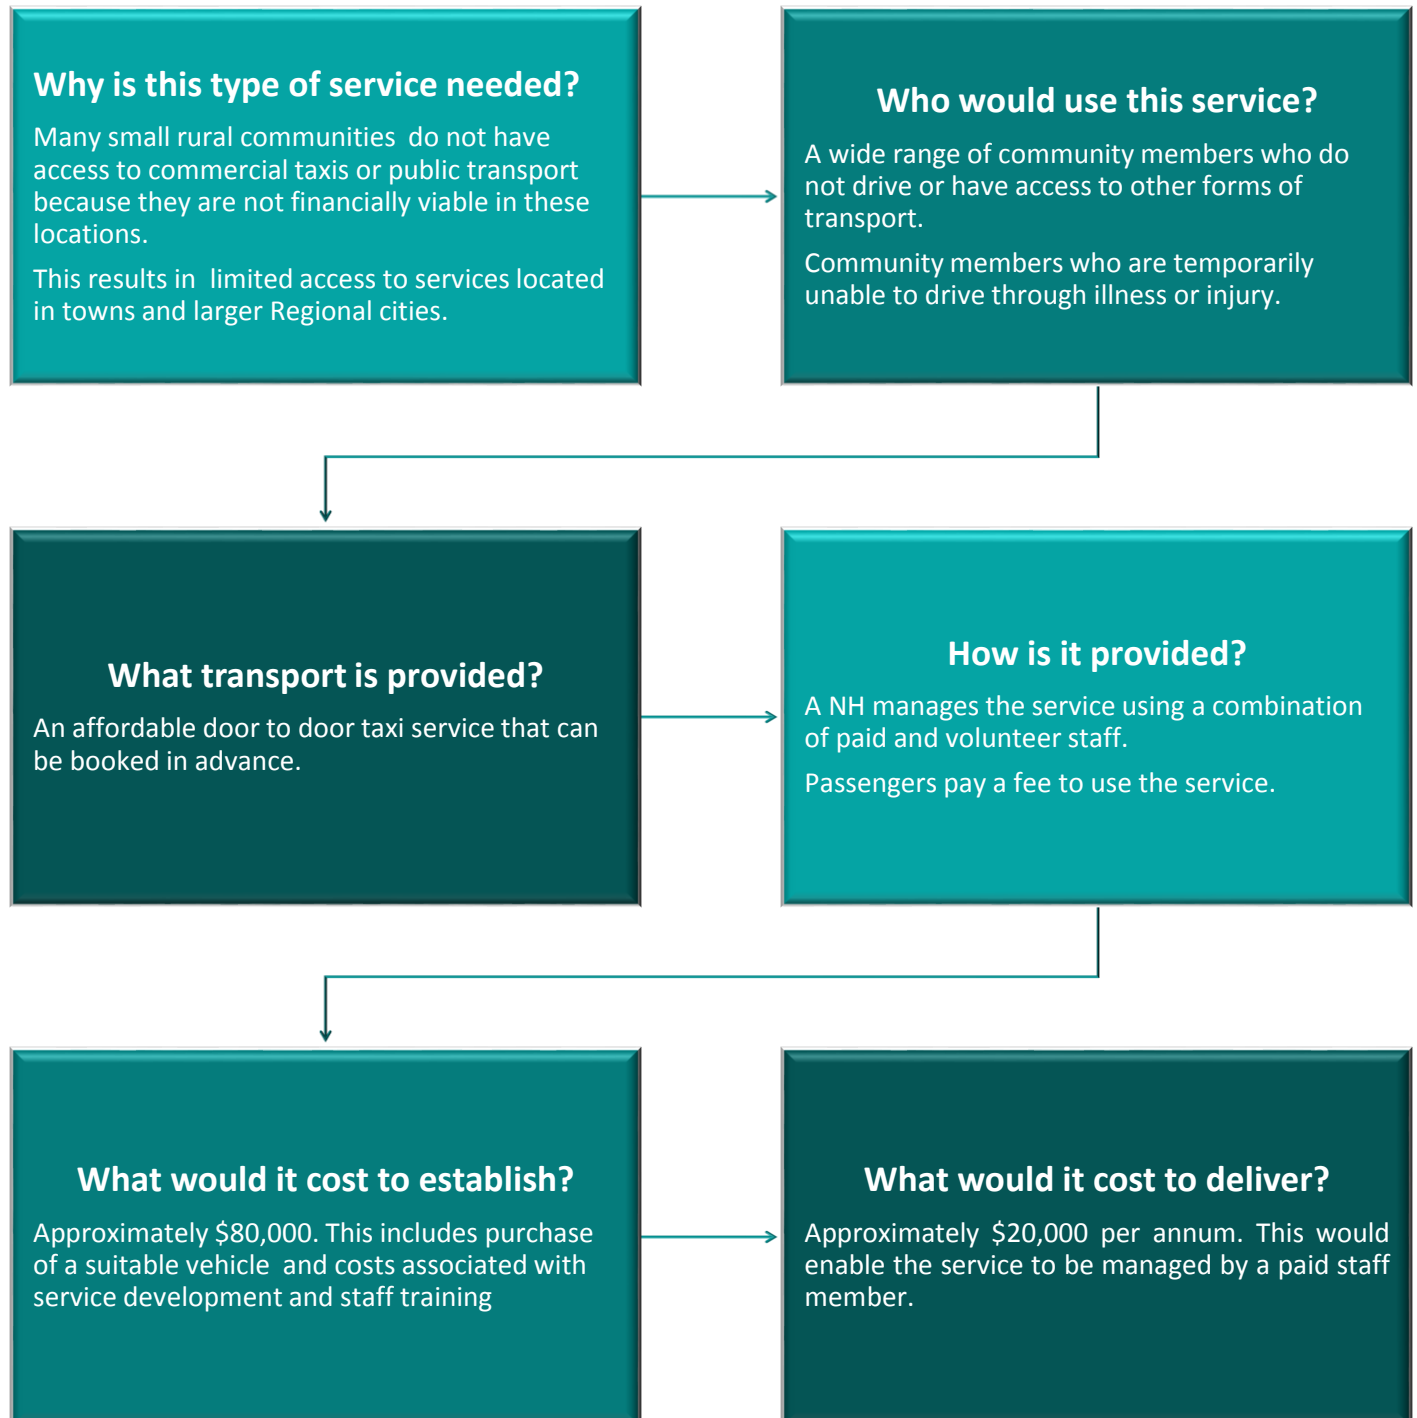 Why is this type of service needed?
Many small rural communities do not have
access to commercial taxis or public transport
because they are not financially viable in these
locations.
This results in limited access to services located
in towns and larger Regional cities.
Who would use this service?
A wide range of community members who do
not drive or have access to other forms of
transport.
Community members who are temporarily
unable to drive through illness or injury.
What transport is provided?
An affordable door to door taxi service that can
be booked in advance.
How is it provided?
A NH manages the service using a combination
of paid and volunteer staff.
Passengers pay a fee to use the service.
What would it cost to establish?
Approximately $80,000. This includes purchase
of a suitable vehicle and costs associated with
service development and staff training
What would it cost to deliver?
Approximately $20,000 per annum. This would
enable the service to be managed by a paid staff
member.